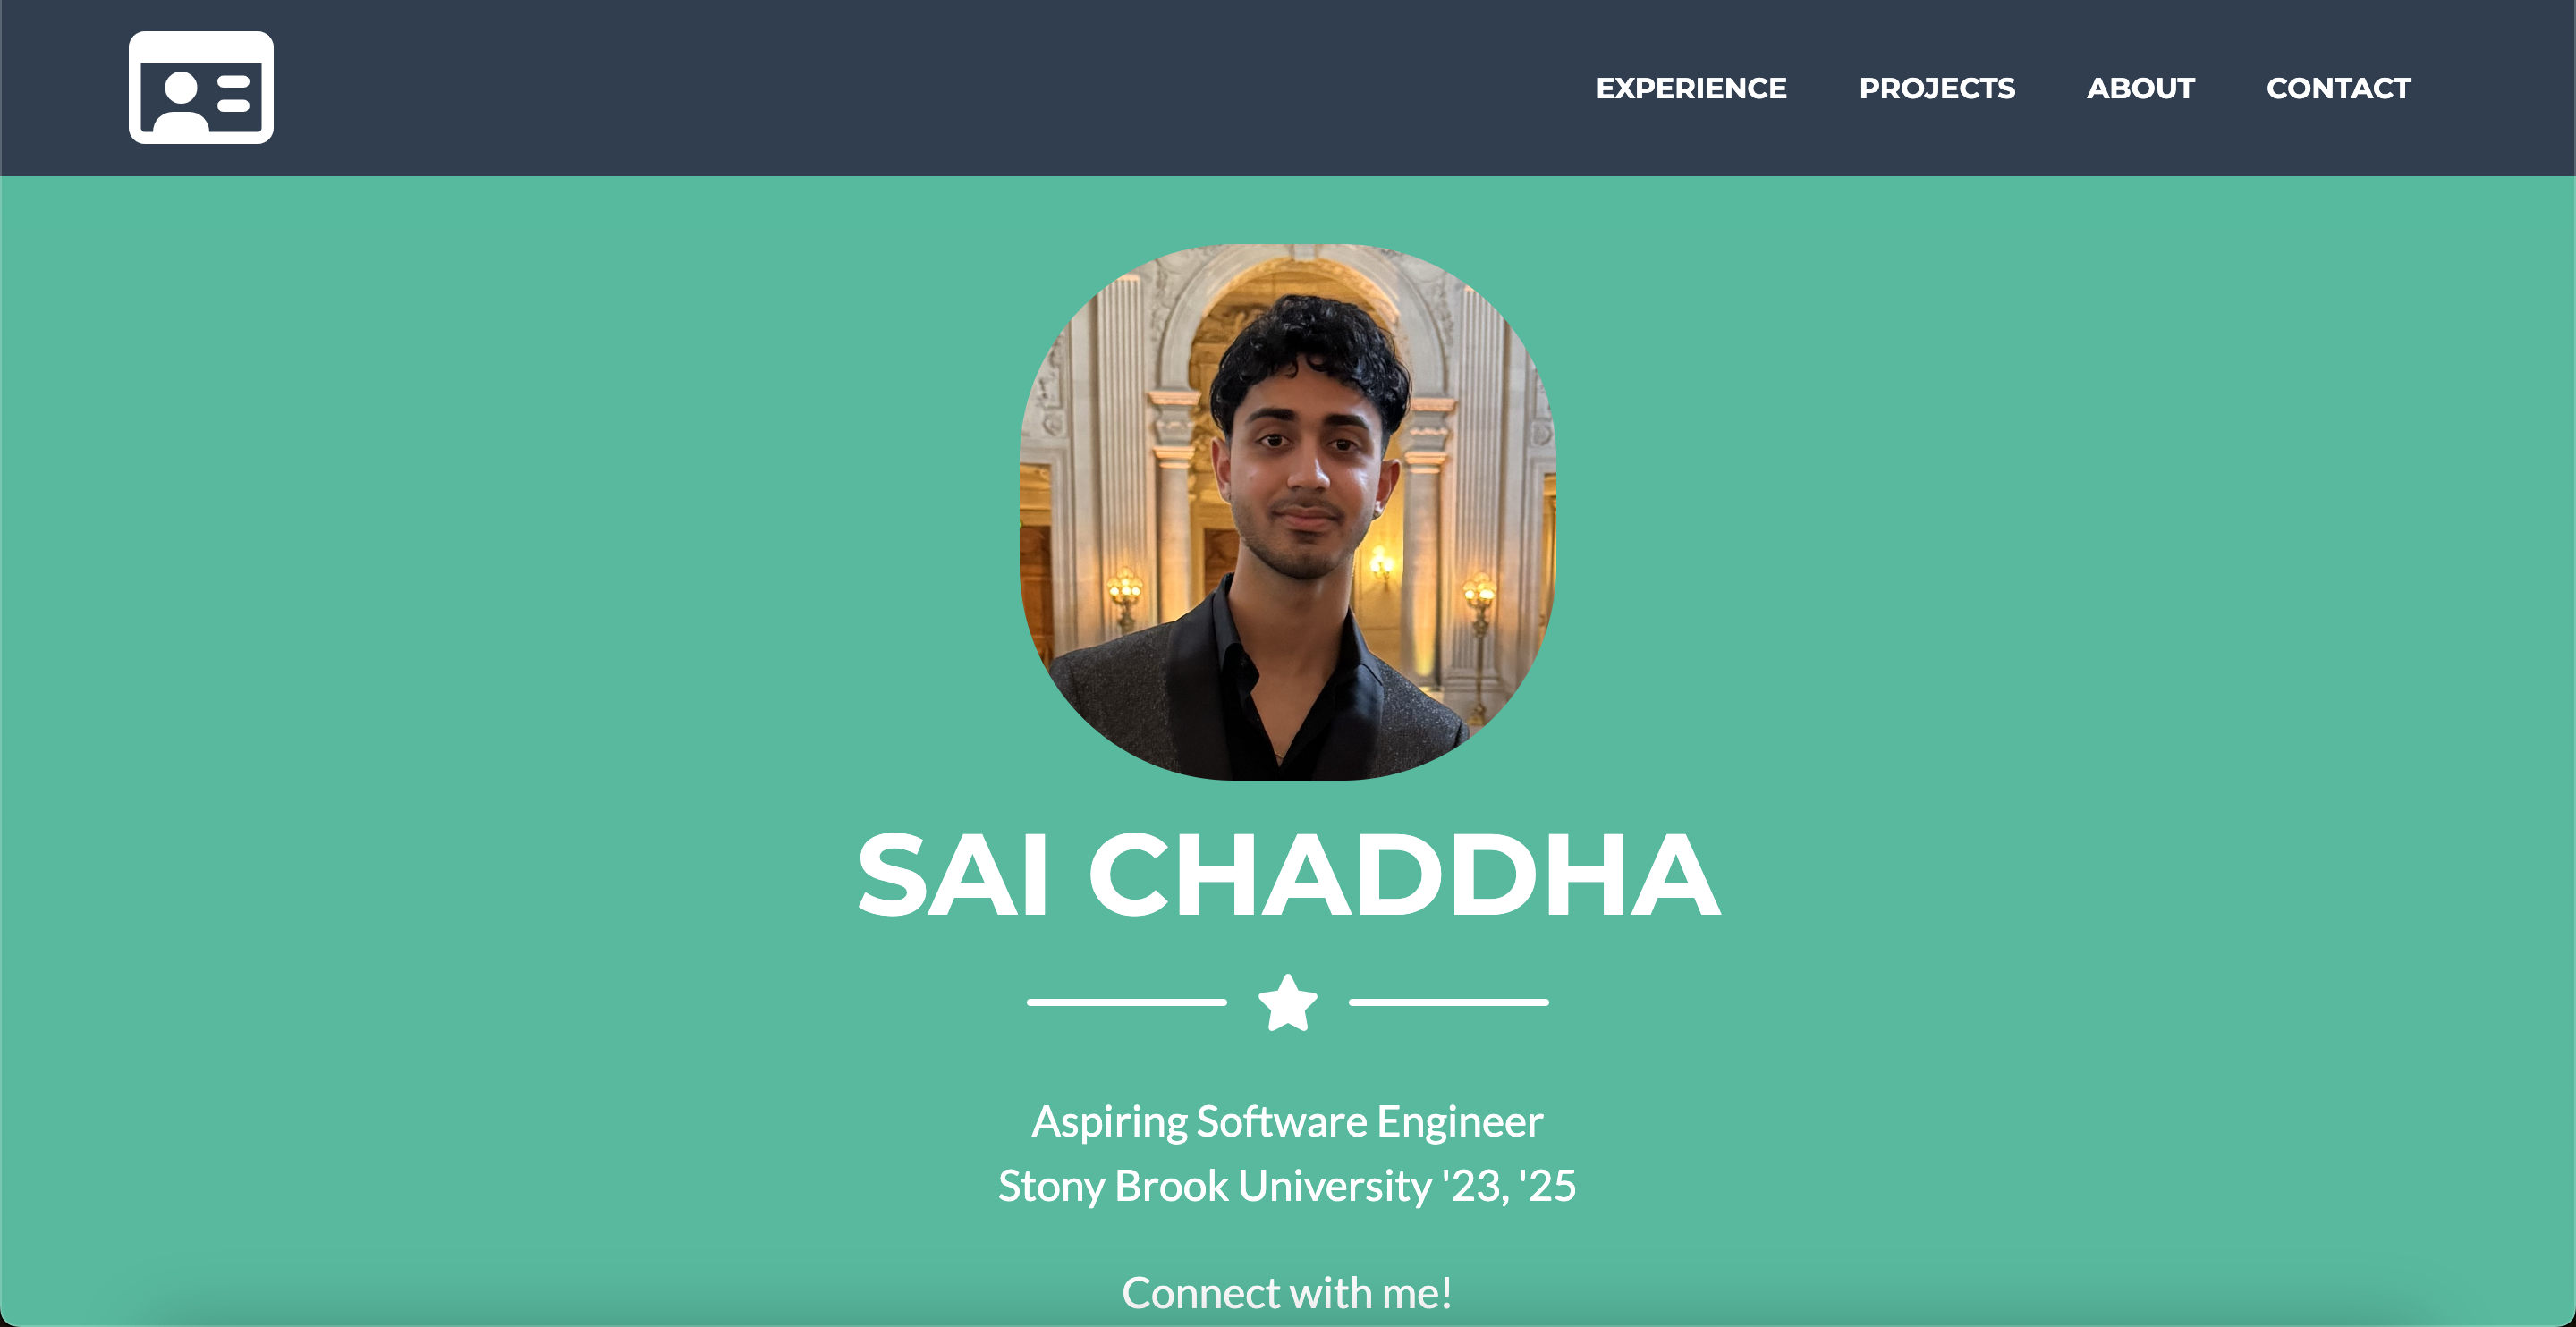 EXPERIENCE PROJECTS ABOUT CONTACT
SAI CHADDHA
Aspiring Software Engineer
Stony Brook University '23, '25
Connect with me!